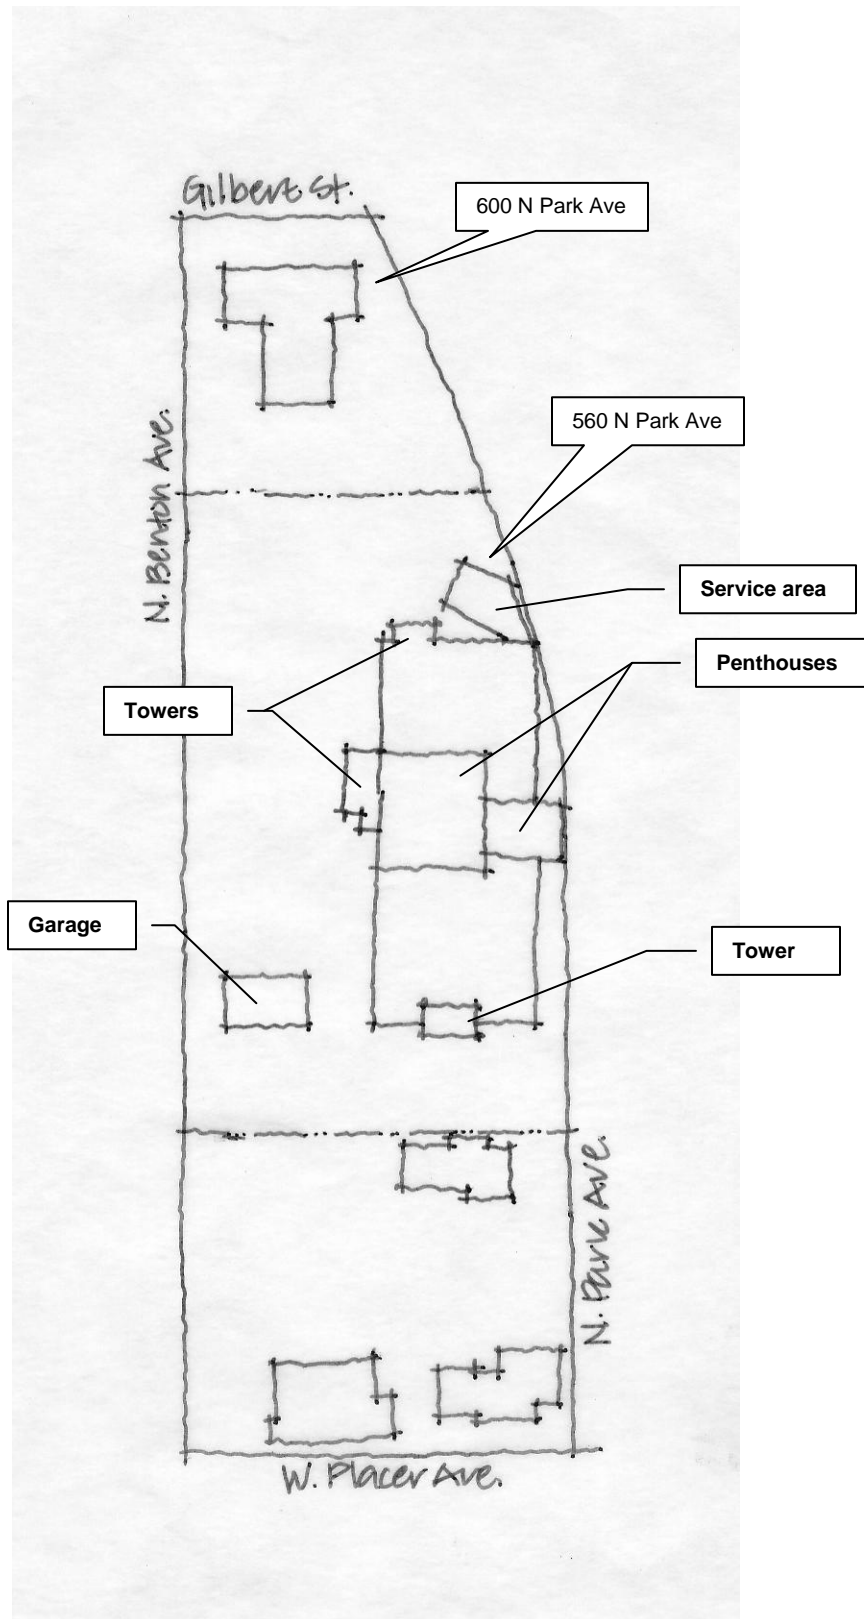 Gilbert St.
600 N Park Ave
560 N Park Ave
N. Benton Ave.
Service area
Penthouses
Towers
Garage
Tower
N. Park Ave.
W. Placer Ave.